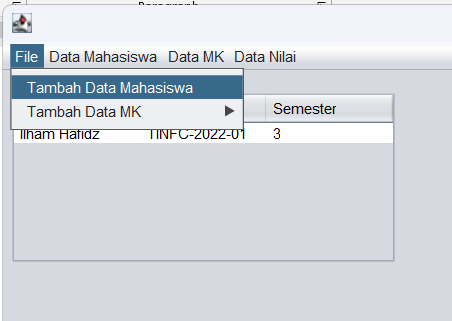 File Data Mahasiswa Data MK Data Nilai
Tambah Data Mahasiswa
Tambah Data MK
Semester
Ilham Hafidz TINFC-2022-01 3